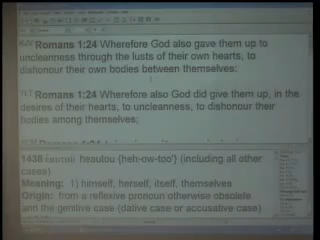 Romans 1:24 Wherefore God also gave them up to
uncleanness through the lusts of their own hearts, to
dishonour their own bodies between themselves:
Romans 1:24 Wherefore also God did give them up, in the
desires of their hearts, to uncleanness, to dishonour their
bodies among themselves;
1438 heautou {heh-ow-too'} (including all other
cases)
Meaning: 1) himself, herself, itself, themselves
Origin: from a reflexive pronoun otherwise obsolete
and the genitive case (dative case or accusative case)